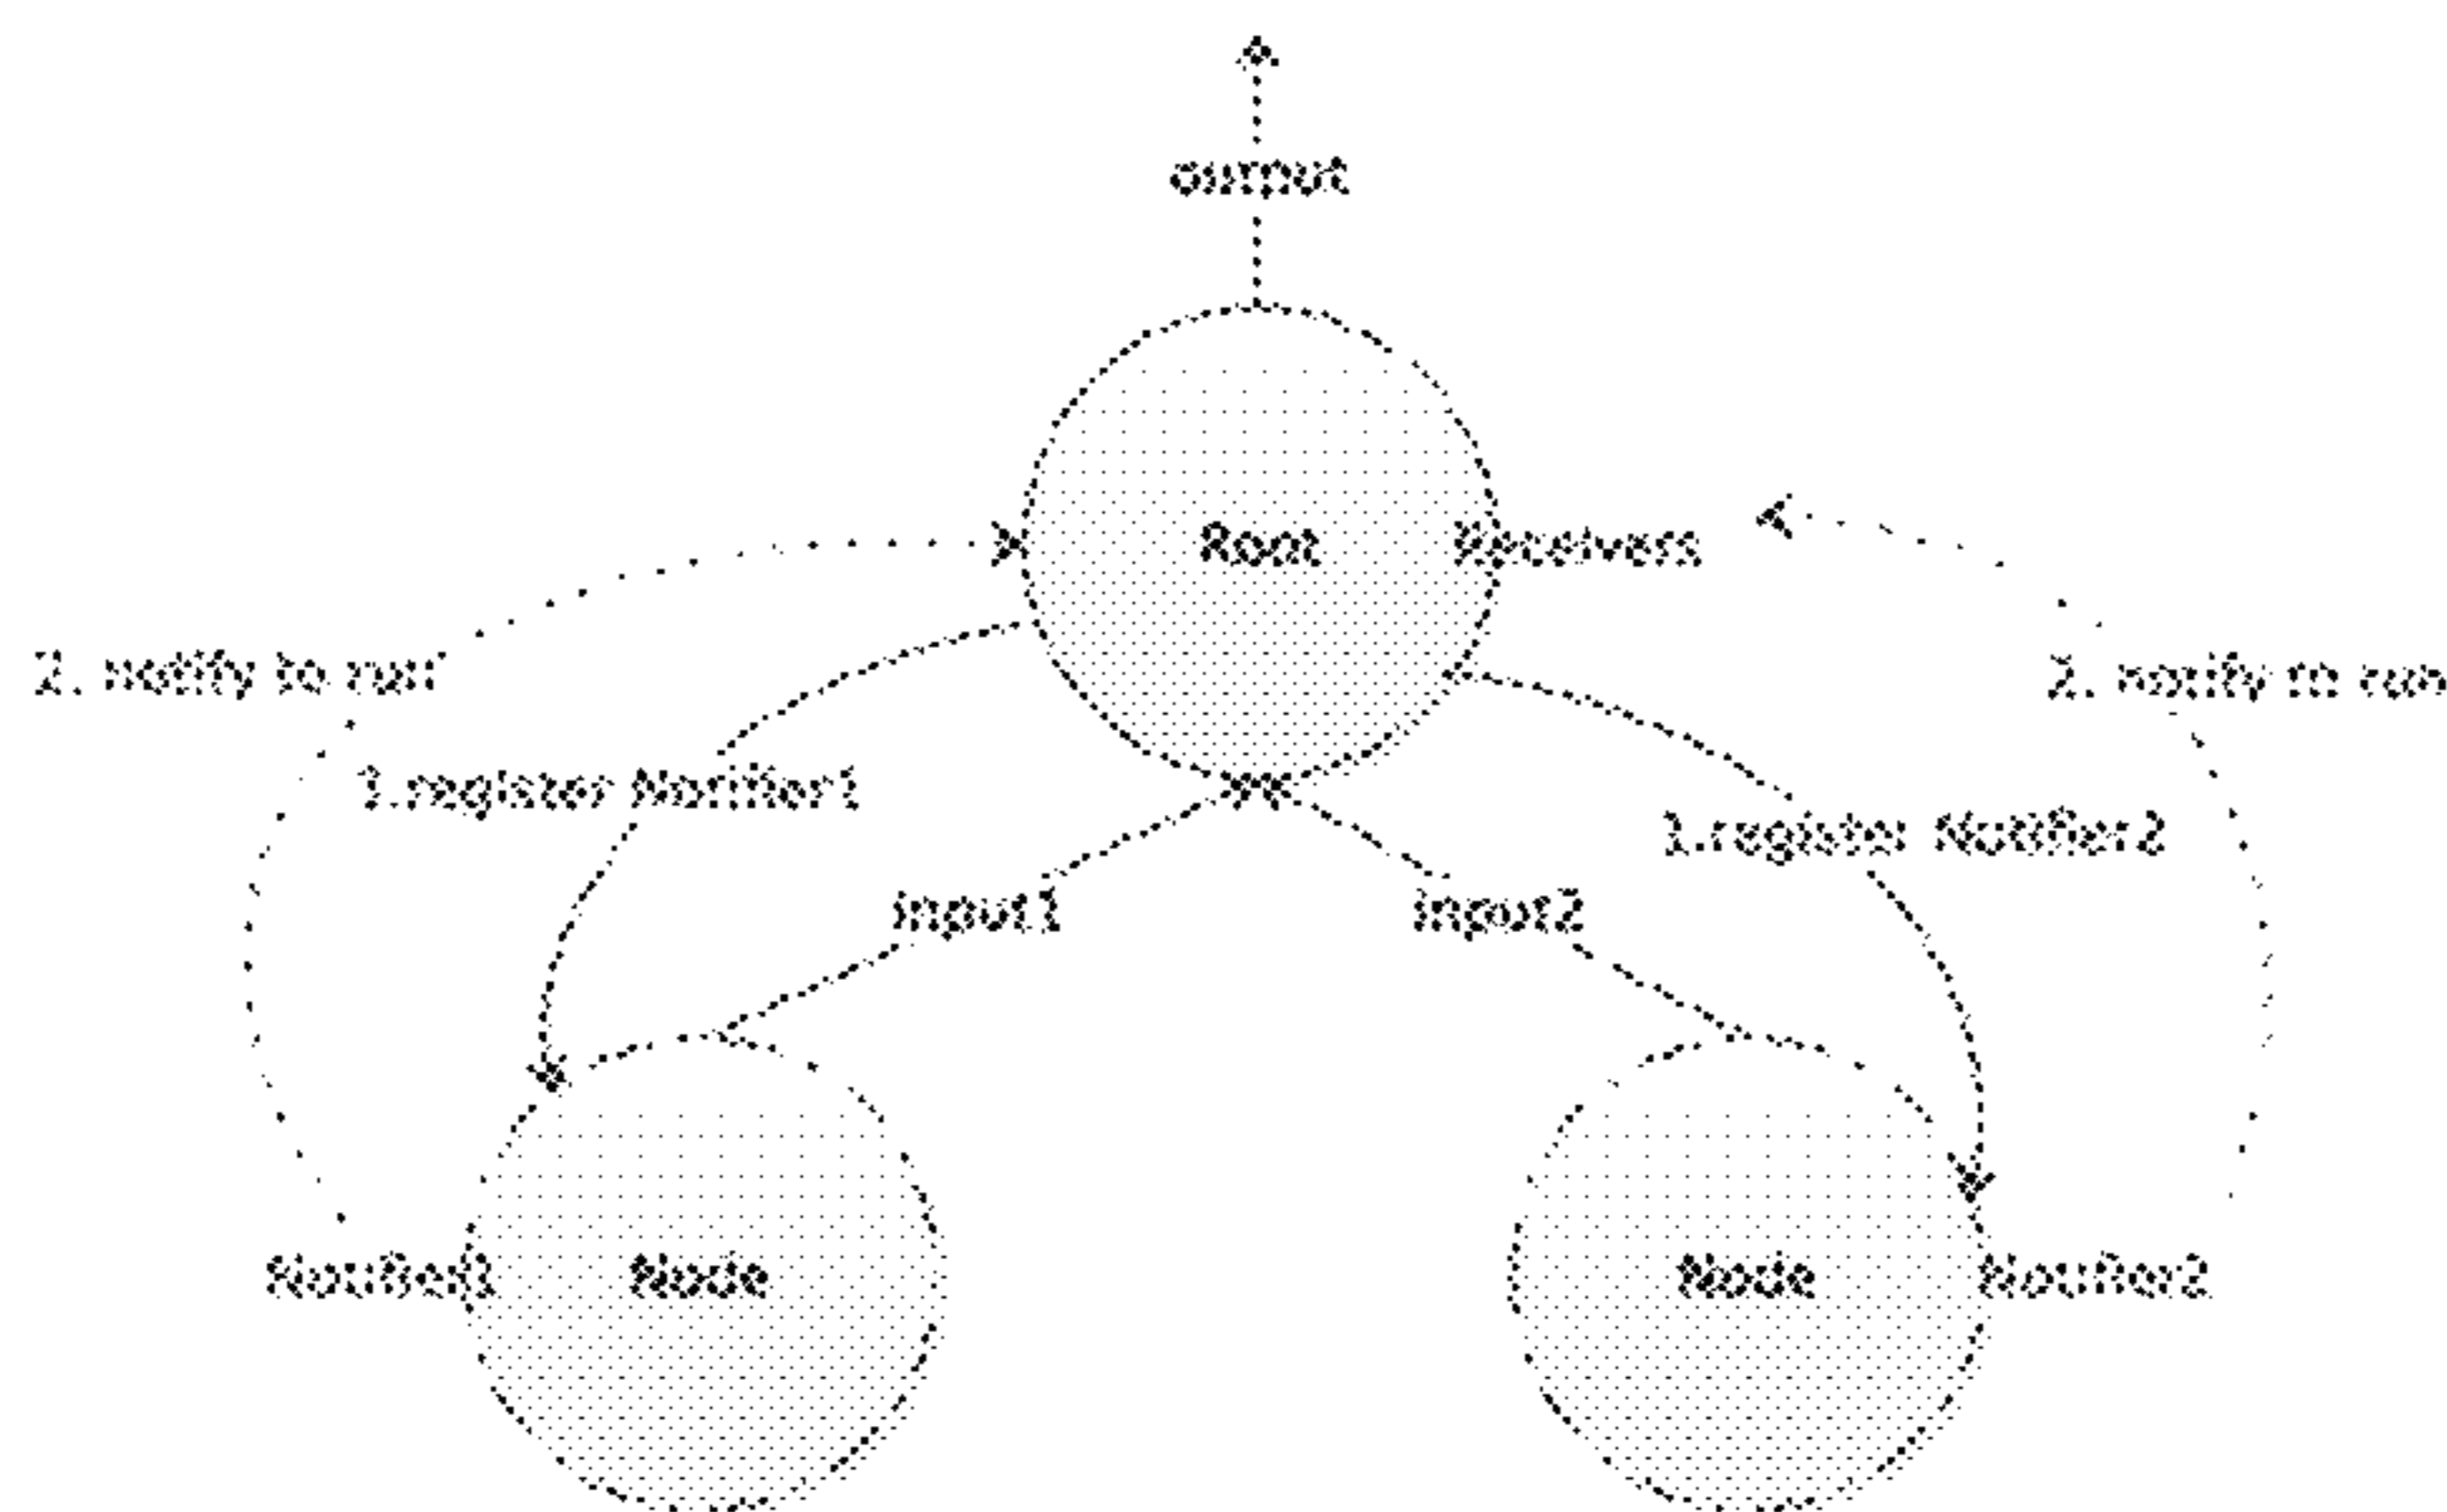 output
Root
2. notify to run
2. notify to run
1.register Notifier1
1.register Notifier2
input1
input2
Notifier1
Node
Node
Notifier2